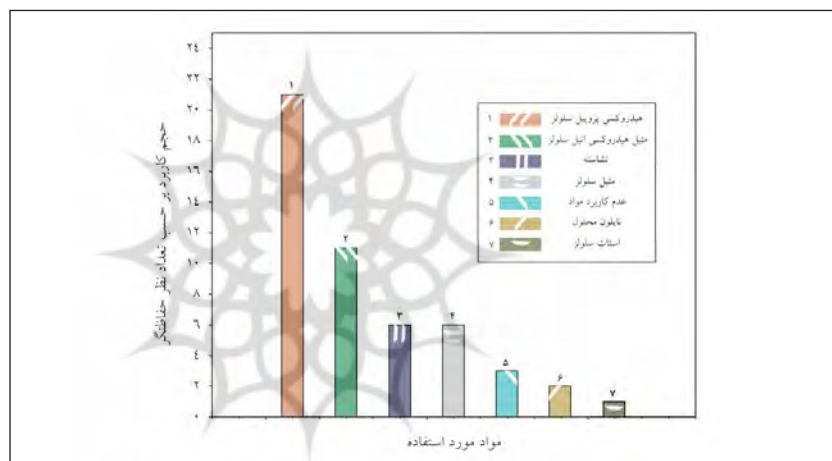 حجم کاربرد بر حسب تعداد نظر حفاظتگر
۲۴
۲۲
۲۰
۱۸
۱۶
۱۴
۱۲
۱۰
۸
۶
۴
۲
۰
۱
۲
۳
۴
۵
۶
۷
۱ هیدروکسی پروپیل سلولز
۲ متیل هیدروکسی اتیل سلولز
۳ نشاسته
۴ متیل سلولز
۵ عدم کاربرد مواد
۶ نایلون محلول
۷ استات سلولز
مواد مورد استفاده